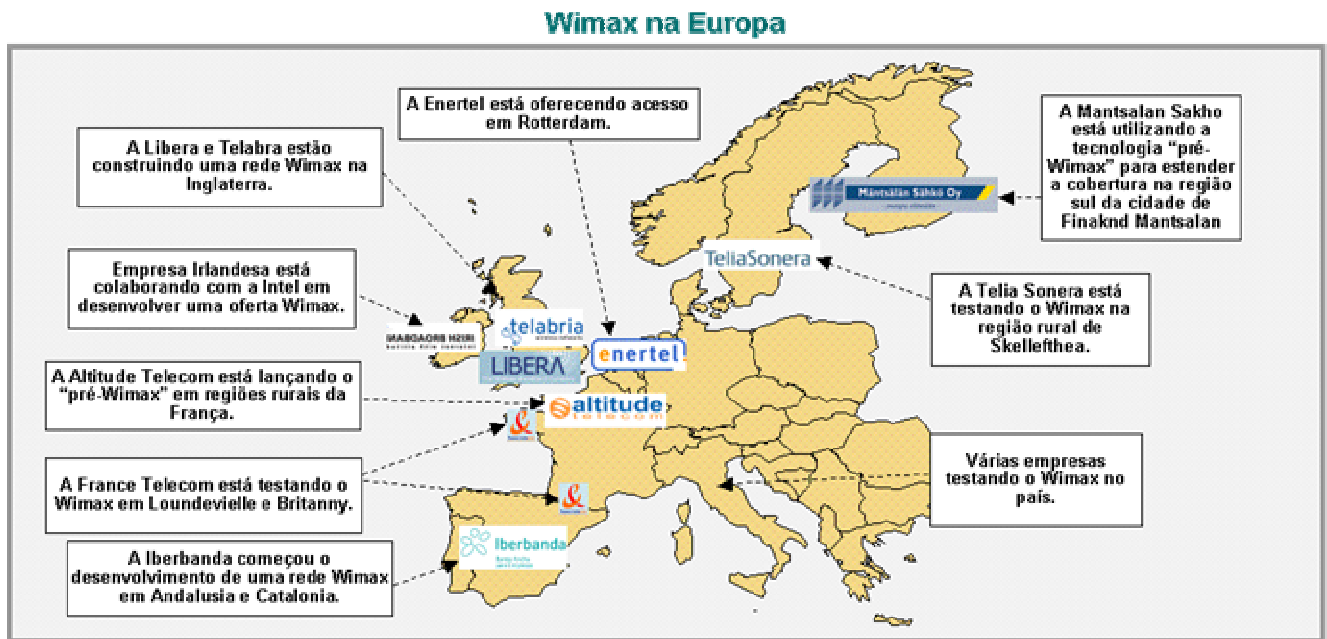 Wimax na Europa
A Enertel está oferecendo acesso
em Rotterdam.
A Libera e Telabra estão
construindo uma rede Wimax na
Inglaterra.
A Mantsalan Sakho
está utilizando a
tecnologia “pré-
Wimax” para estender
a cobertura na região
sul da cidade de
Finaknd Mantsalan
Mäntsälän Sähkö Oy
TeliaSonera
Empresa Irlandesa está
colaborando com a Intel em
desenvolver uma oferta Wimax.
A Telia Sonera está
testando o Wimax na
região rural de
Skellefthea.
IRISH BROADBAND
telabria
enertel
LIBERA
A Altitude Telecom está lançando o
“pré-Wimax” em regiões rurais da
França.
altitude
telecom
&
A France Telecom está testando o
Wimax em Loundevielle e Britanny.
&
Várias empresas
testando o Wimax no
país.
Iberbanda
A Iberbanda começou o
desenvolvimento de uma rede Wimax
em Andalusia e Catalonia.